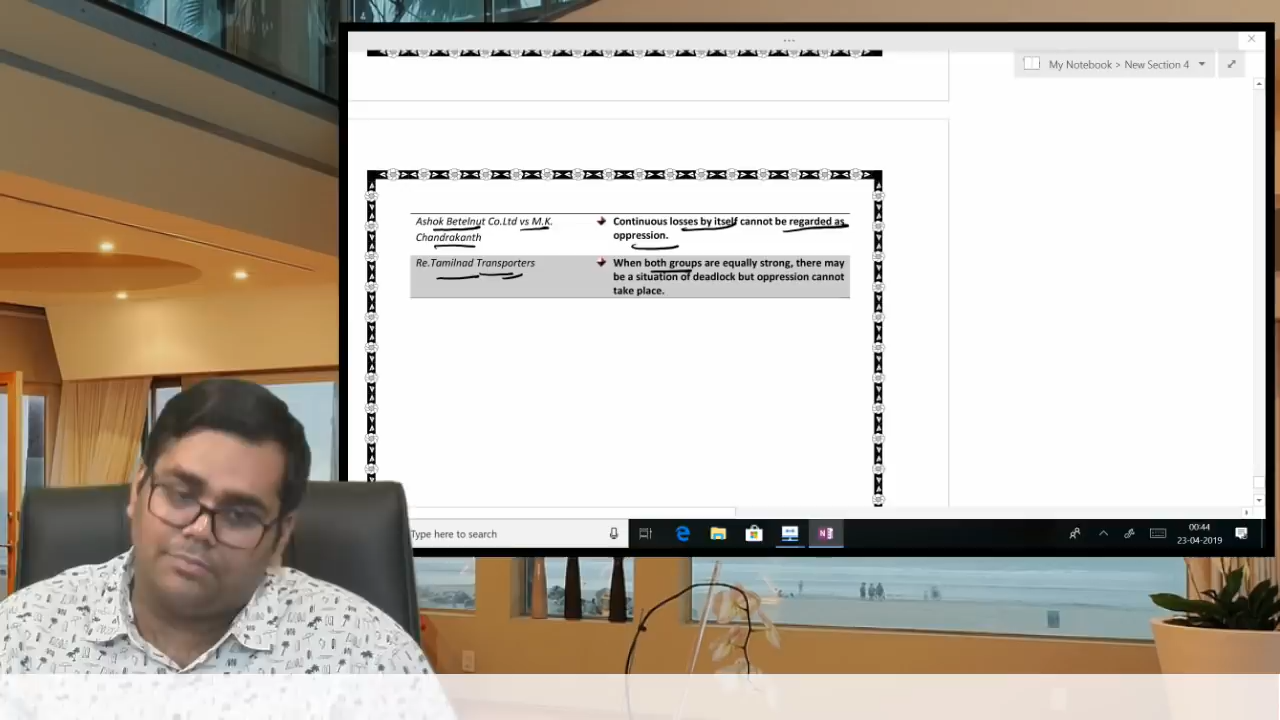 ...
My Notebook > New Section 4
Ashok Betelnut Co.Ltd vs M.K.
Chandrakanth
Continuous losses by itself cannot be regarded as
oppression.
Re.Tamilnad Transporters
When both groups are equally strong, there may
be a situation of deadlock but oppression cannot
take place.
Type here to search
00:44
23-04-2019